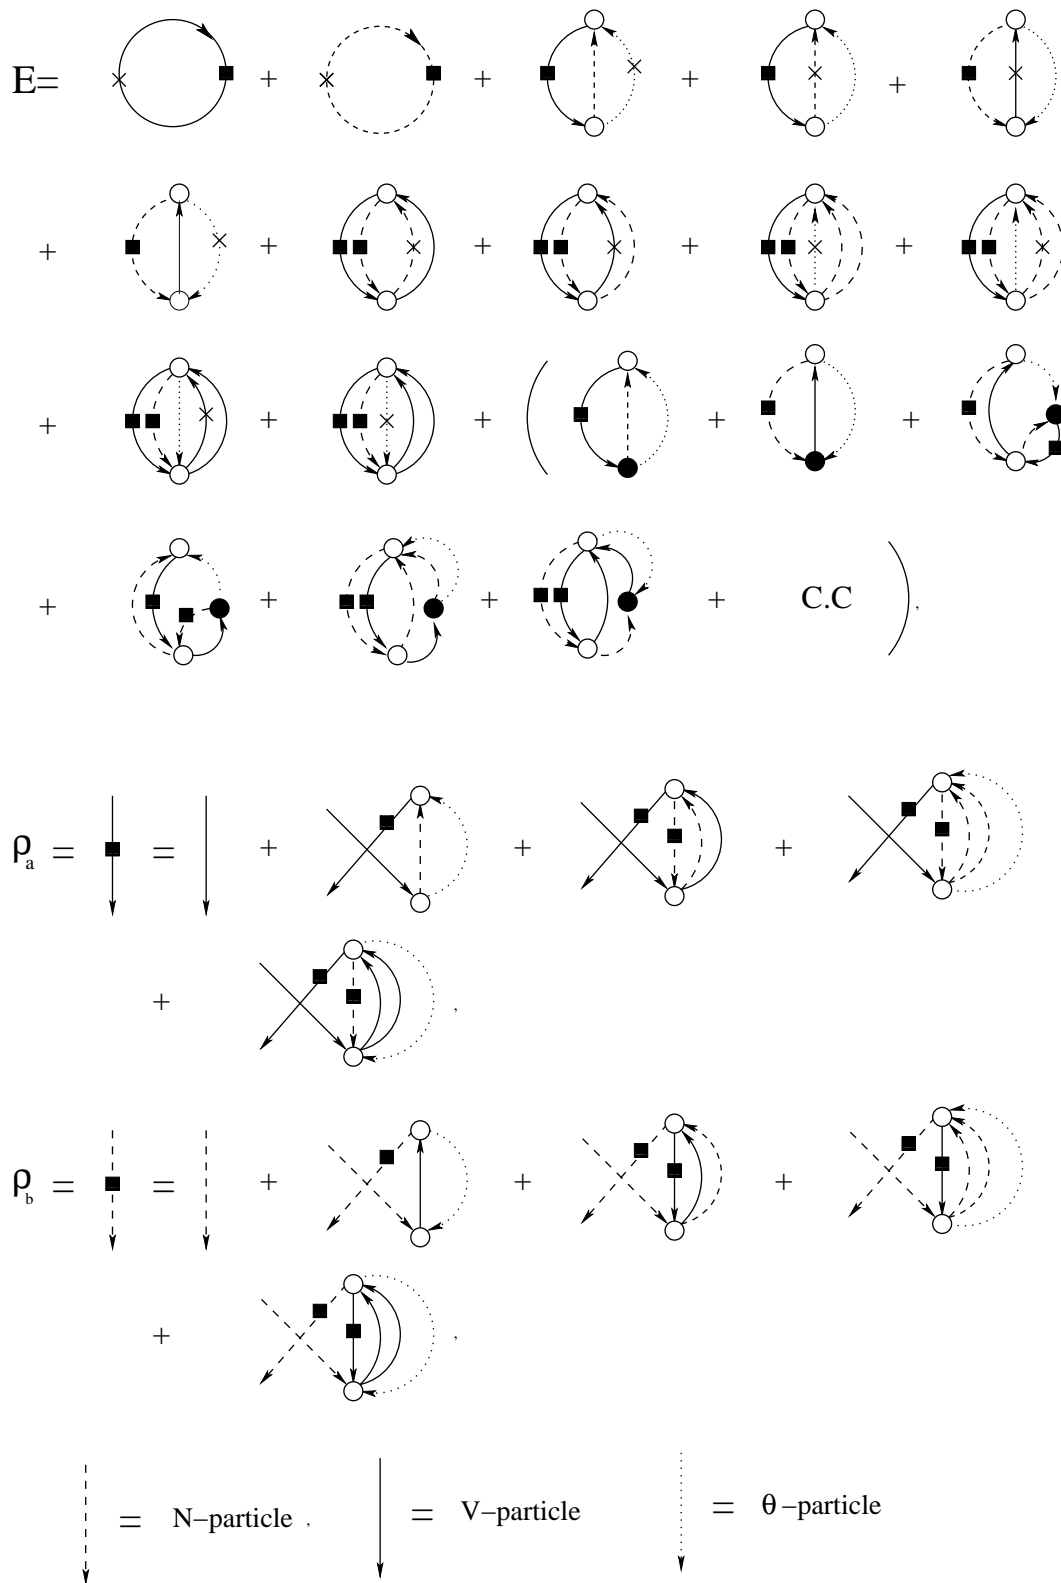 E= + + + +
+ + + + +
+ + + ( + +
+ + + + C.C ) ,
ρa = = + + +
+ ,
ρb = = + + +
+ ,
= N–particle , = V–particle = θ–particle